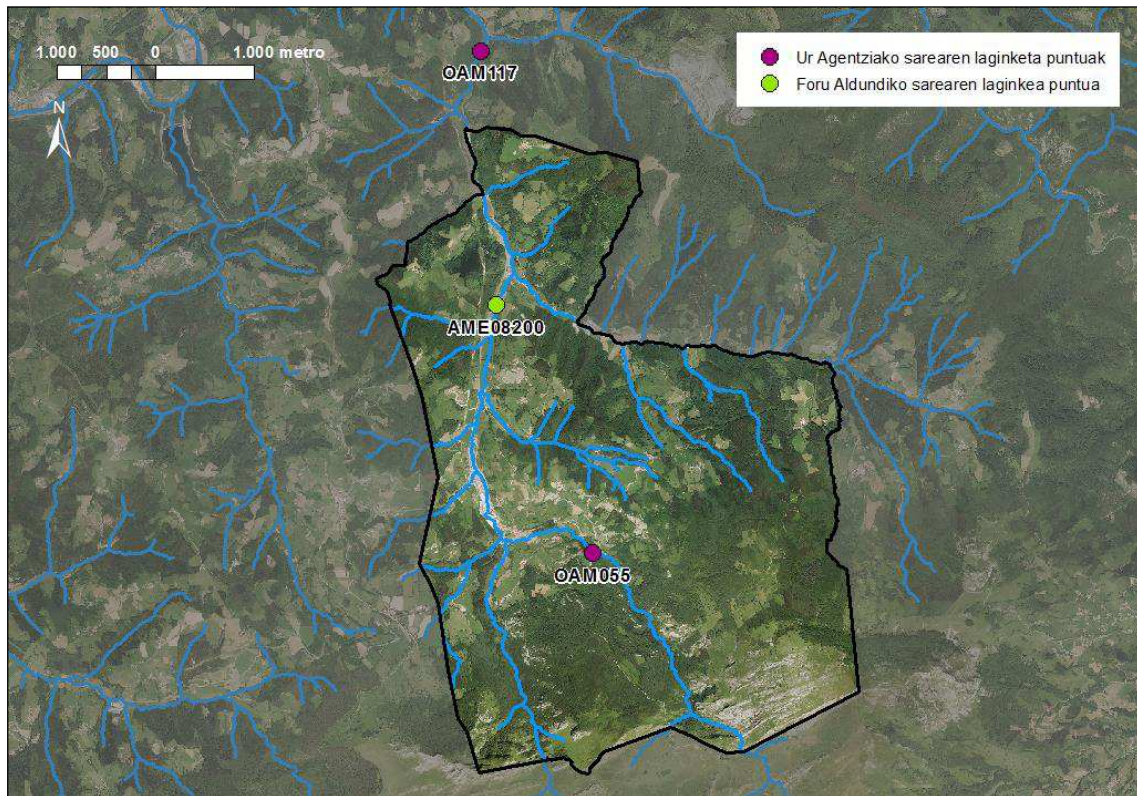 1.000 500 0 1.000 metro
N
OAM117
Ur Agentziako sarearen laginketa puntuak
Foru Aldundiko sarearen laginkea puntua
AME08200
OAM055